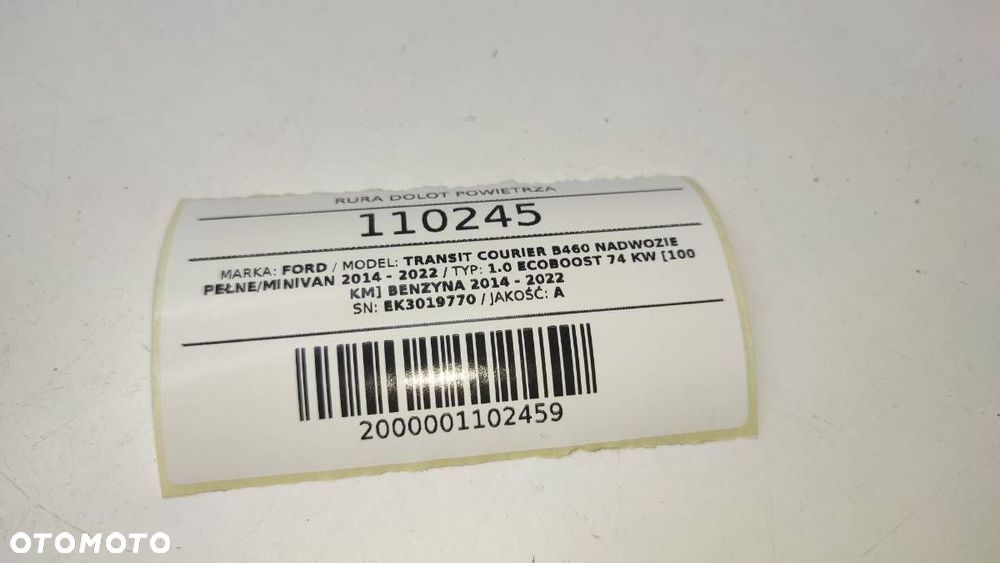 RURA DOLOT POWIETRZA
110245
MARKA: FORD / MODEL: TRANSIT COURIER B460 NADWOZIE
PEŁNE/MINIVAN 2014 - 2022 / TYP: 1.0 ECOBOOST 74 KW [100
KM] BENZYNA 2014 - 2022
SN: EK3019770 / JAKOŚĆ: A
2000001102459
OTOMOTO